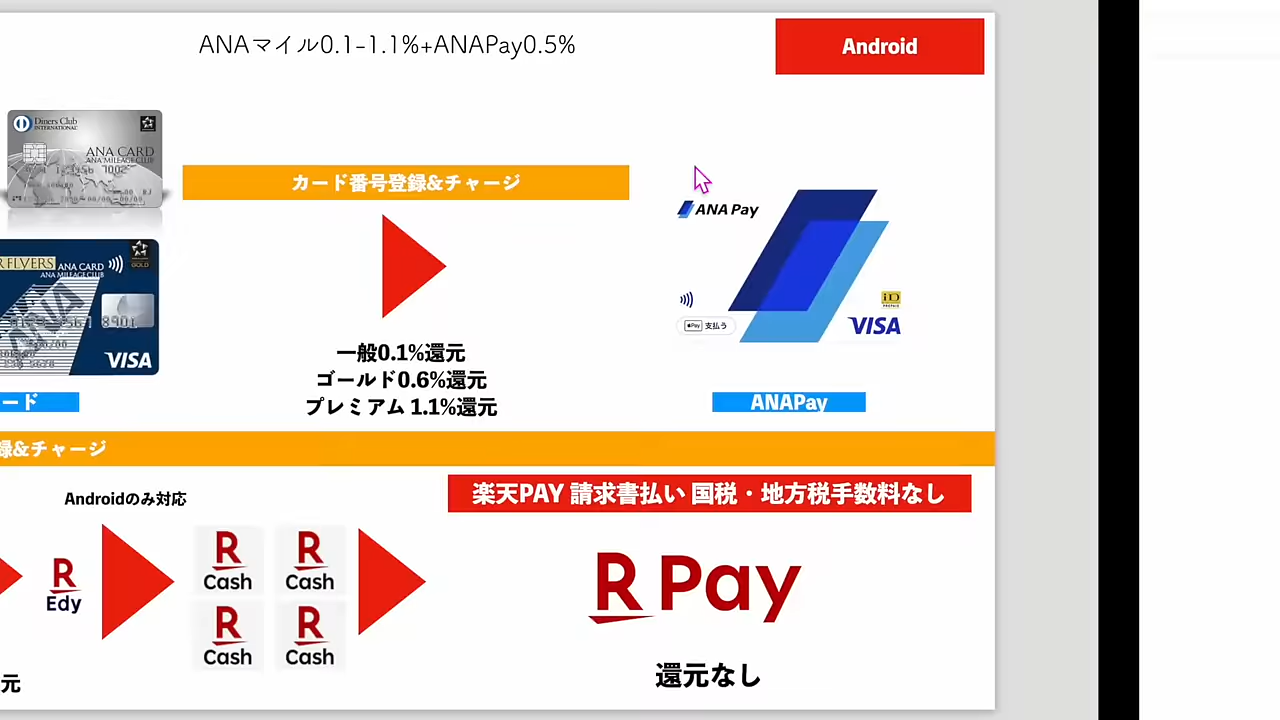 ANAマイル0.1-1.1%+ANAPay0.5%
Android
Diners Club
INTERNATIONAL
ANA CARD
ANA MILEAGE CLUB
カード番号登録&チャージ
ANA Pay
R FLYERS ANA CARD
ANA MILEAGE CLUB
GOLD
VISA
一般0.1%還元
ゴールド0.6%還元
プレミアム 1.1%還元
iD
PREPAID
Pay 支払う
VISA
ード
ANAPay
録&チャージ
Androidのみ対応
楽天PAY 請求書払い 国税・地方税手数料なし
R Edy
R Cash
R Cash
R Cash
R Cash
R Pay
元
還元なし